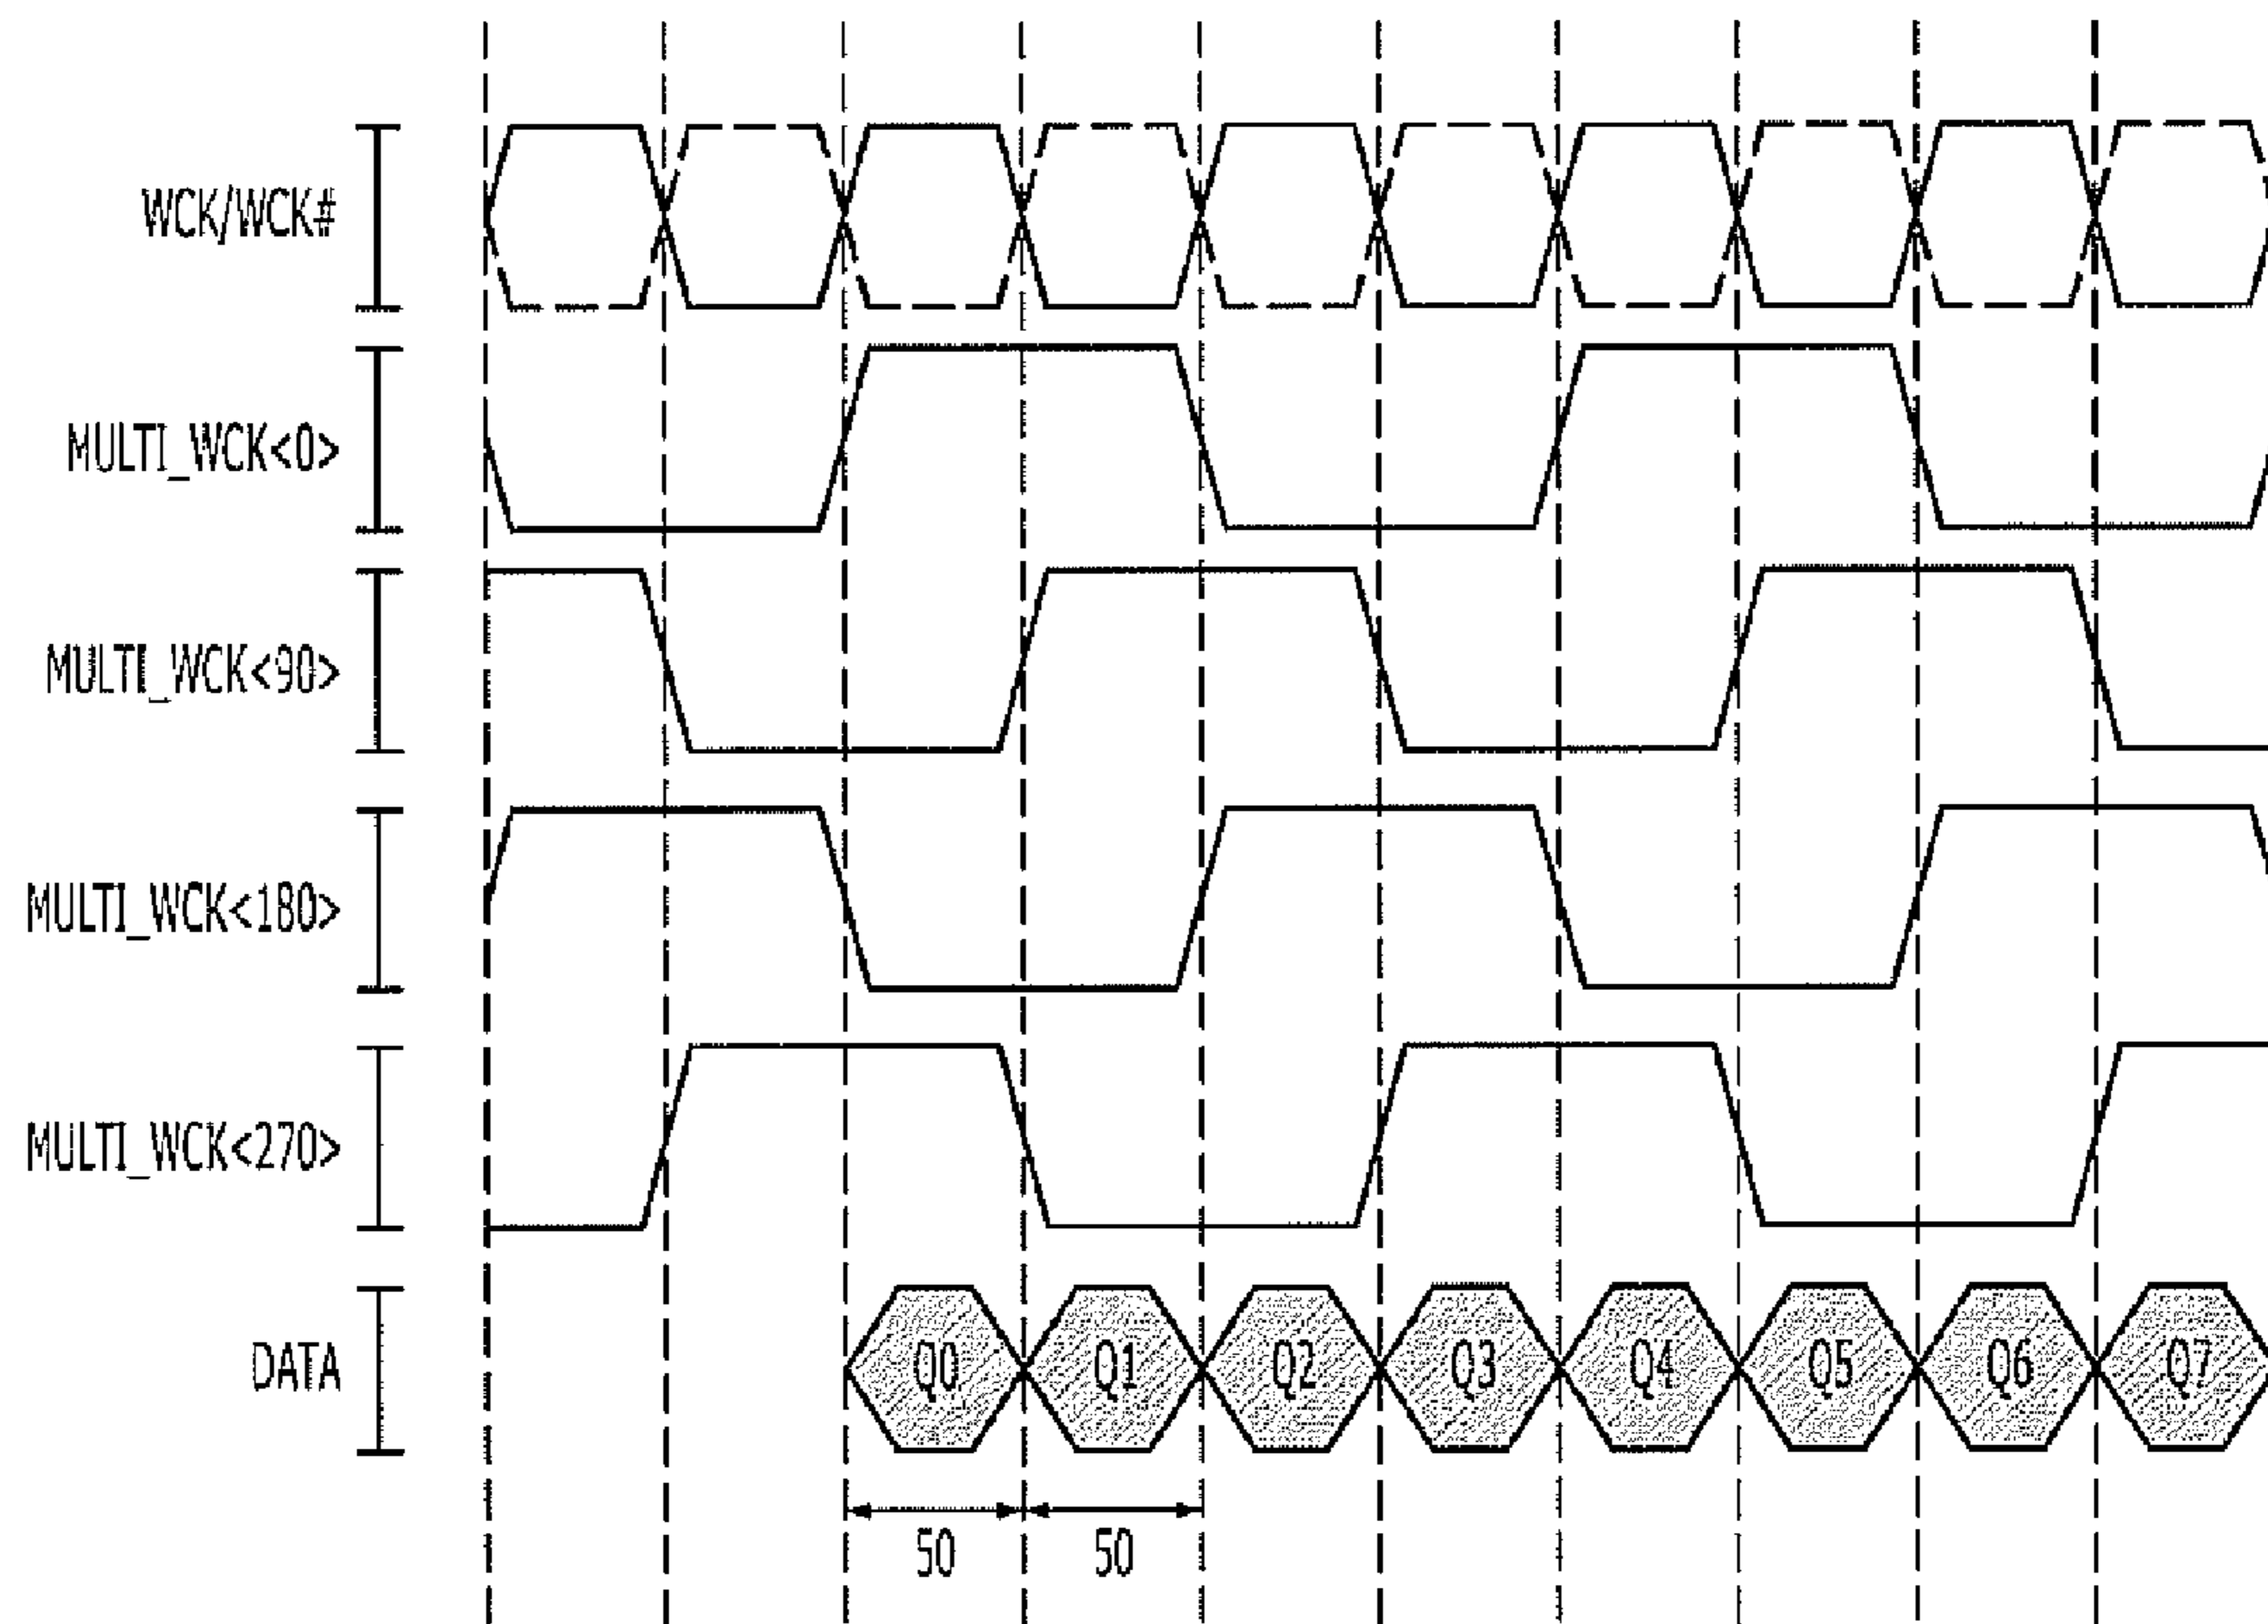 WCK/WCK#
MULTI_WCK<0>
MULTI_WCK<90>
MULTI_WCK<180>
MULTI_WCK<270>
DATA Q0 Q1 Q2 Q3 Q4 Q5 Q6 Q7
50 50